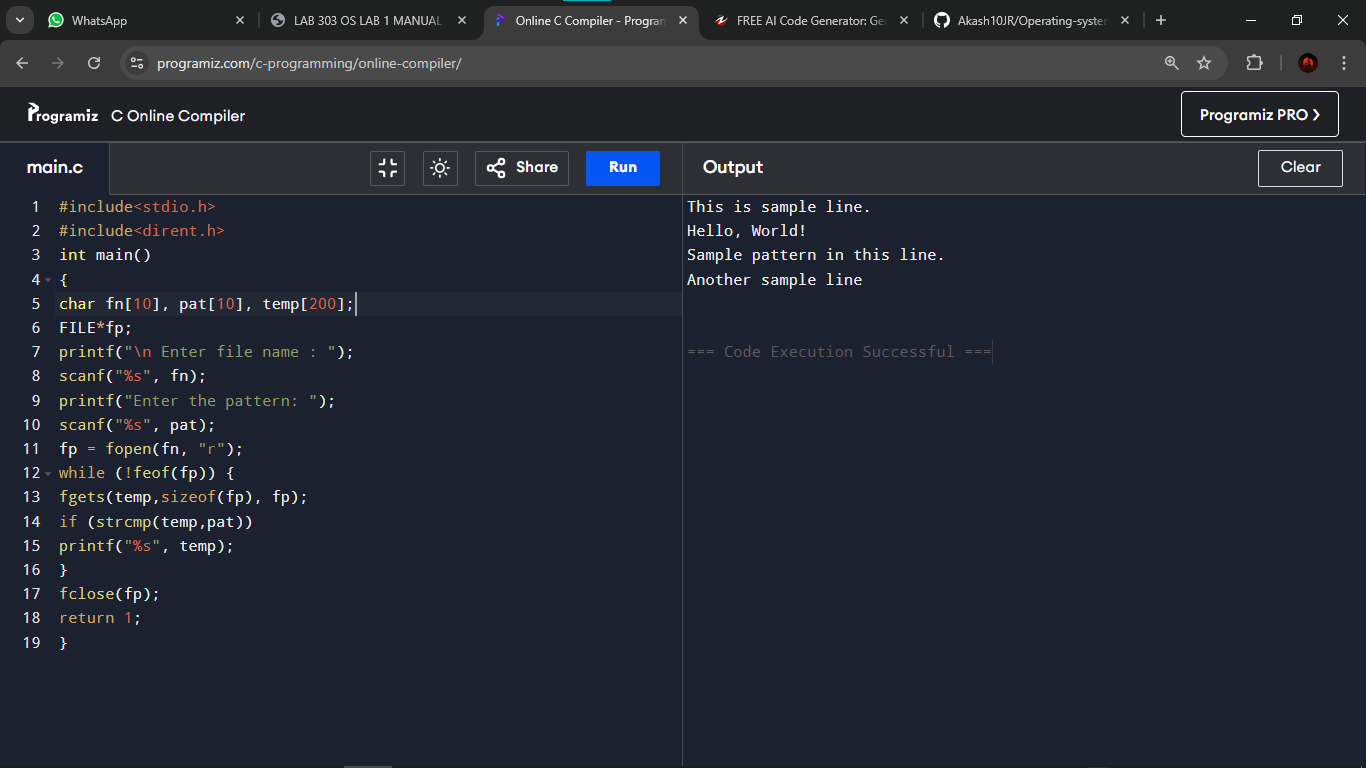 WhatsApp
LAB 303 OS LAB 1 MANUAL
Online C Compiler - Program
FREE AI Code Generator: Ge
Akash10JR/Operating-system
programiz.com/c-programming/online-compiler/
Programiz C Online Compiler
Programiz PRO
main.c
Share
Run
Output
Clear
1 #include<stdio.h>
2 #include<dirent.h>
3 int main()
4 {
5 char fn[10], pat[10], temp[200];
6 FILE*fp;
7 printf("\n Enter file name : ");
8 scanf("%s", fn);
9 printf("Enter the pattern: ");
10 scanf("%s", pat);
11 fp = fopen(fn, "r");
12 while (!feof(fp)) {
13 fgets(temp,sizeof(fp), fp);
14 if (strcmp(temp,pat))
15 printf("%s", temp);
16 }
17 fclose(fp);
18 return 1;
19 }
This is sample line.
Hello, World!
Sample pattern in this line.
Another sample line
=== Code Execution Successful ===